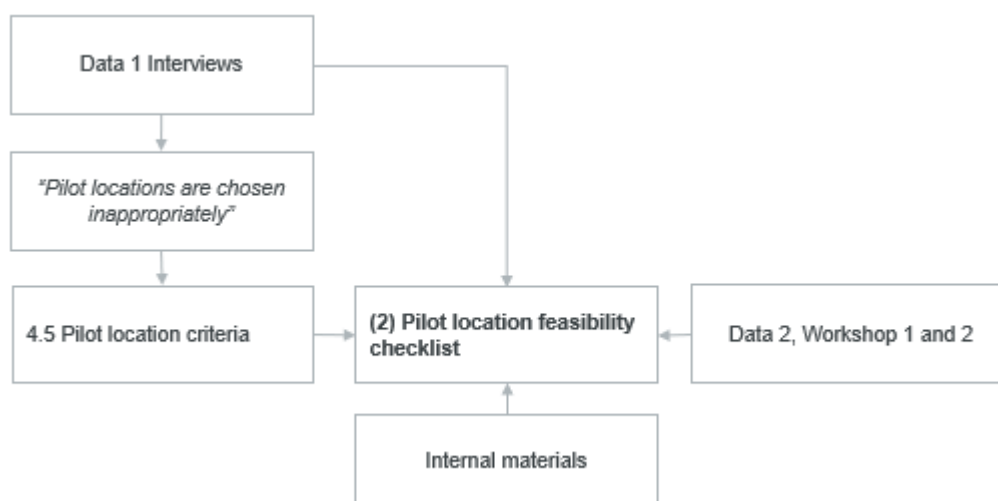 Data 1 Interviews
"Pilot locations are chosen
inappropriately"
4.5 Pilot location criteria
(2) Pilot location feasibility
checklist
Data 2, Workshop 1 and 2
Internal materials